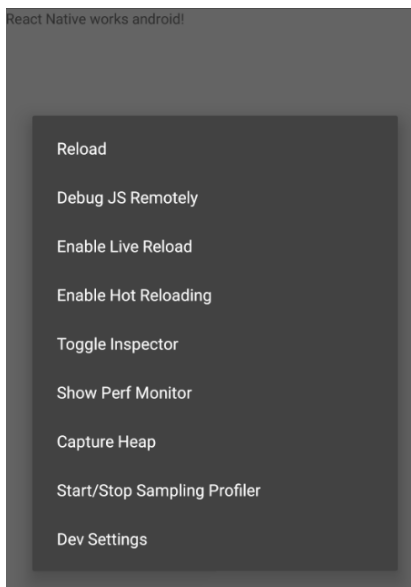 React Native works android!
Reload
Debug JS Remotely
Enable Live Reload
Enable Hot Reloading
Toggle Inspector
Show Perf Monitor
Capture Heap
Start/Stop Sampling Profiler
Dev Settings